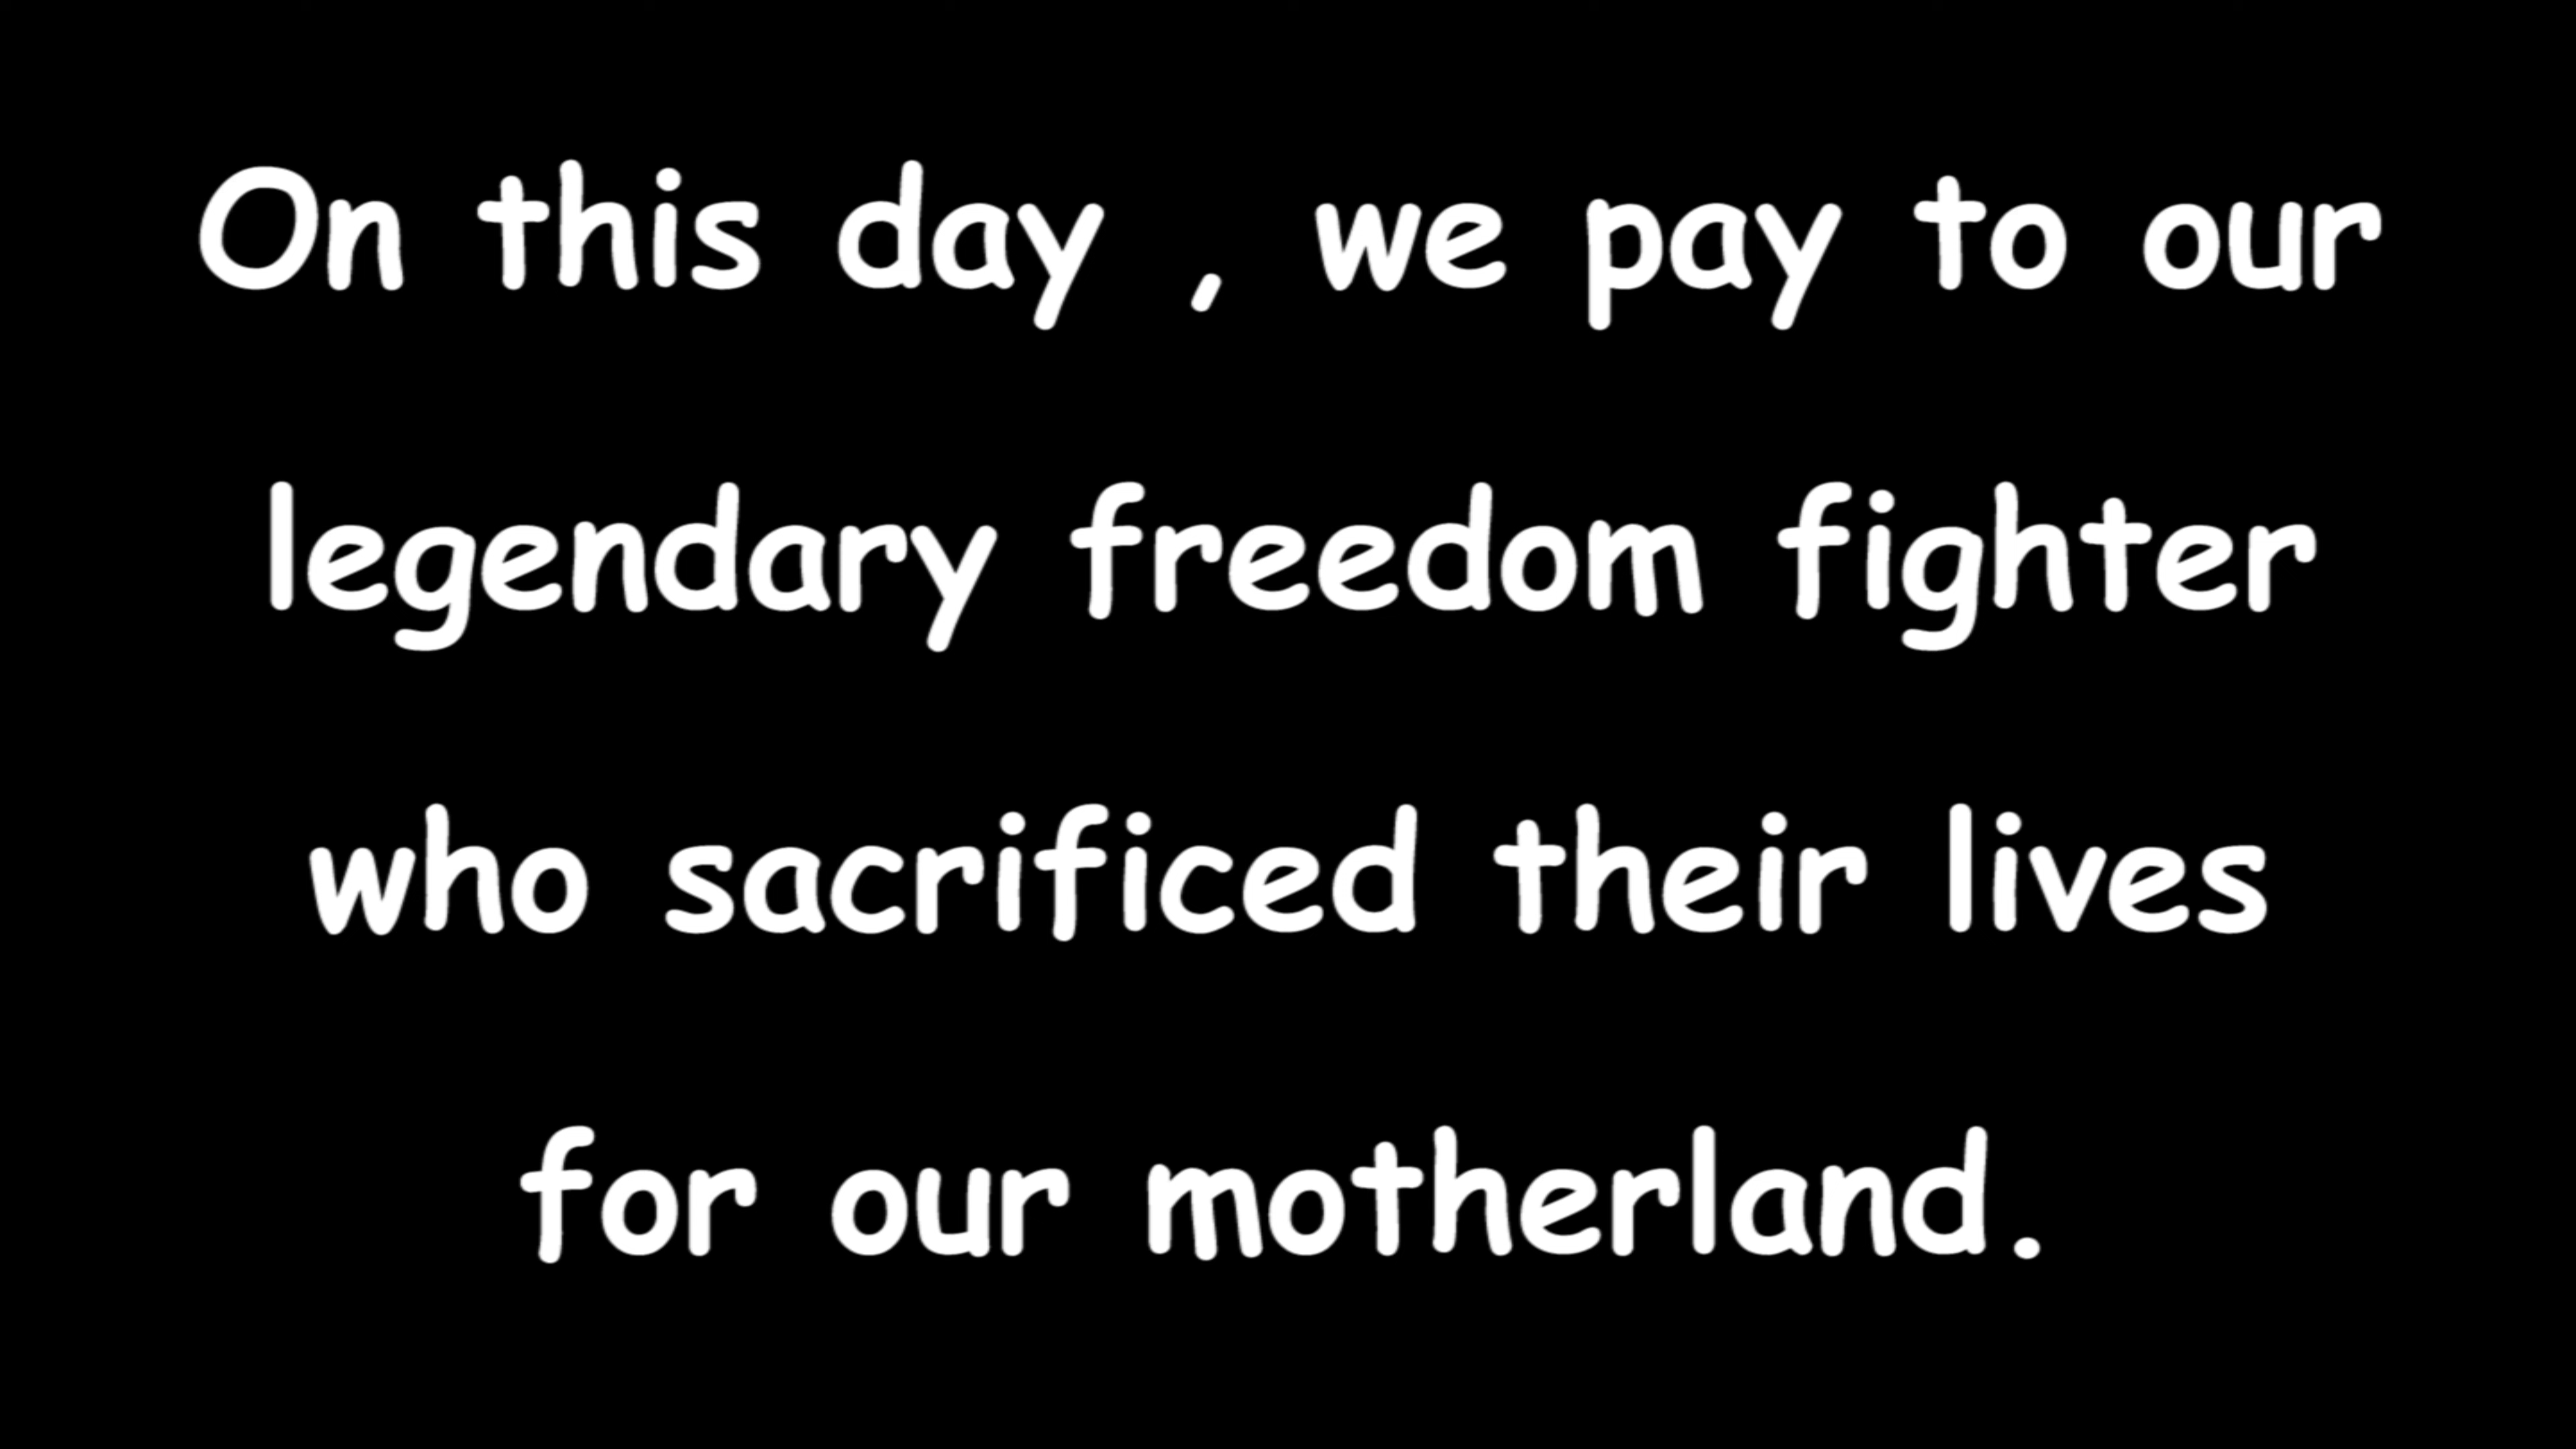 On this day , we pay to our
legendary freedom fighter
who sacrificed their lives
for our motherland.